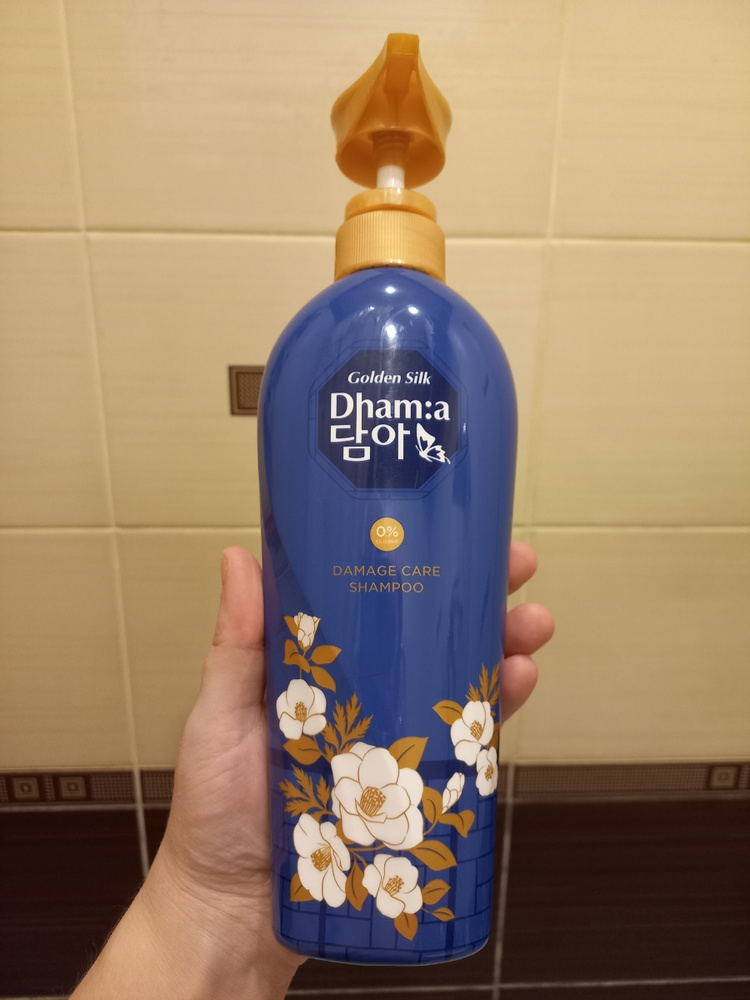 Golden Silk
Dham:a
담아
0%
DAMAGE CARE
SHAMPOO